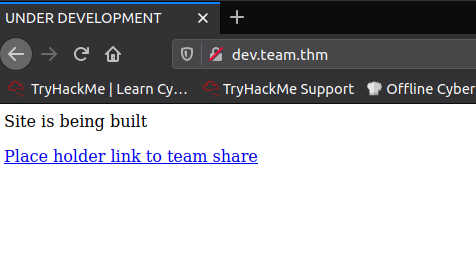 UNDER DEVELOPMENT
dev.team.thm
TryHackMe | Learn Cy… TryHackMe Support Offline Cyber
Site is being built
Place holder link to team share